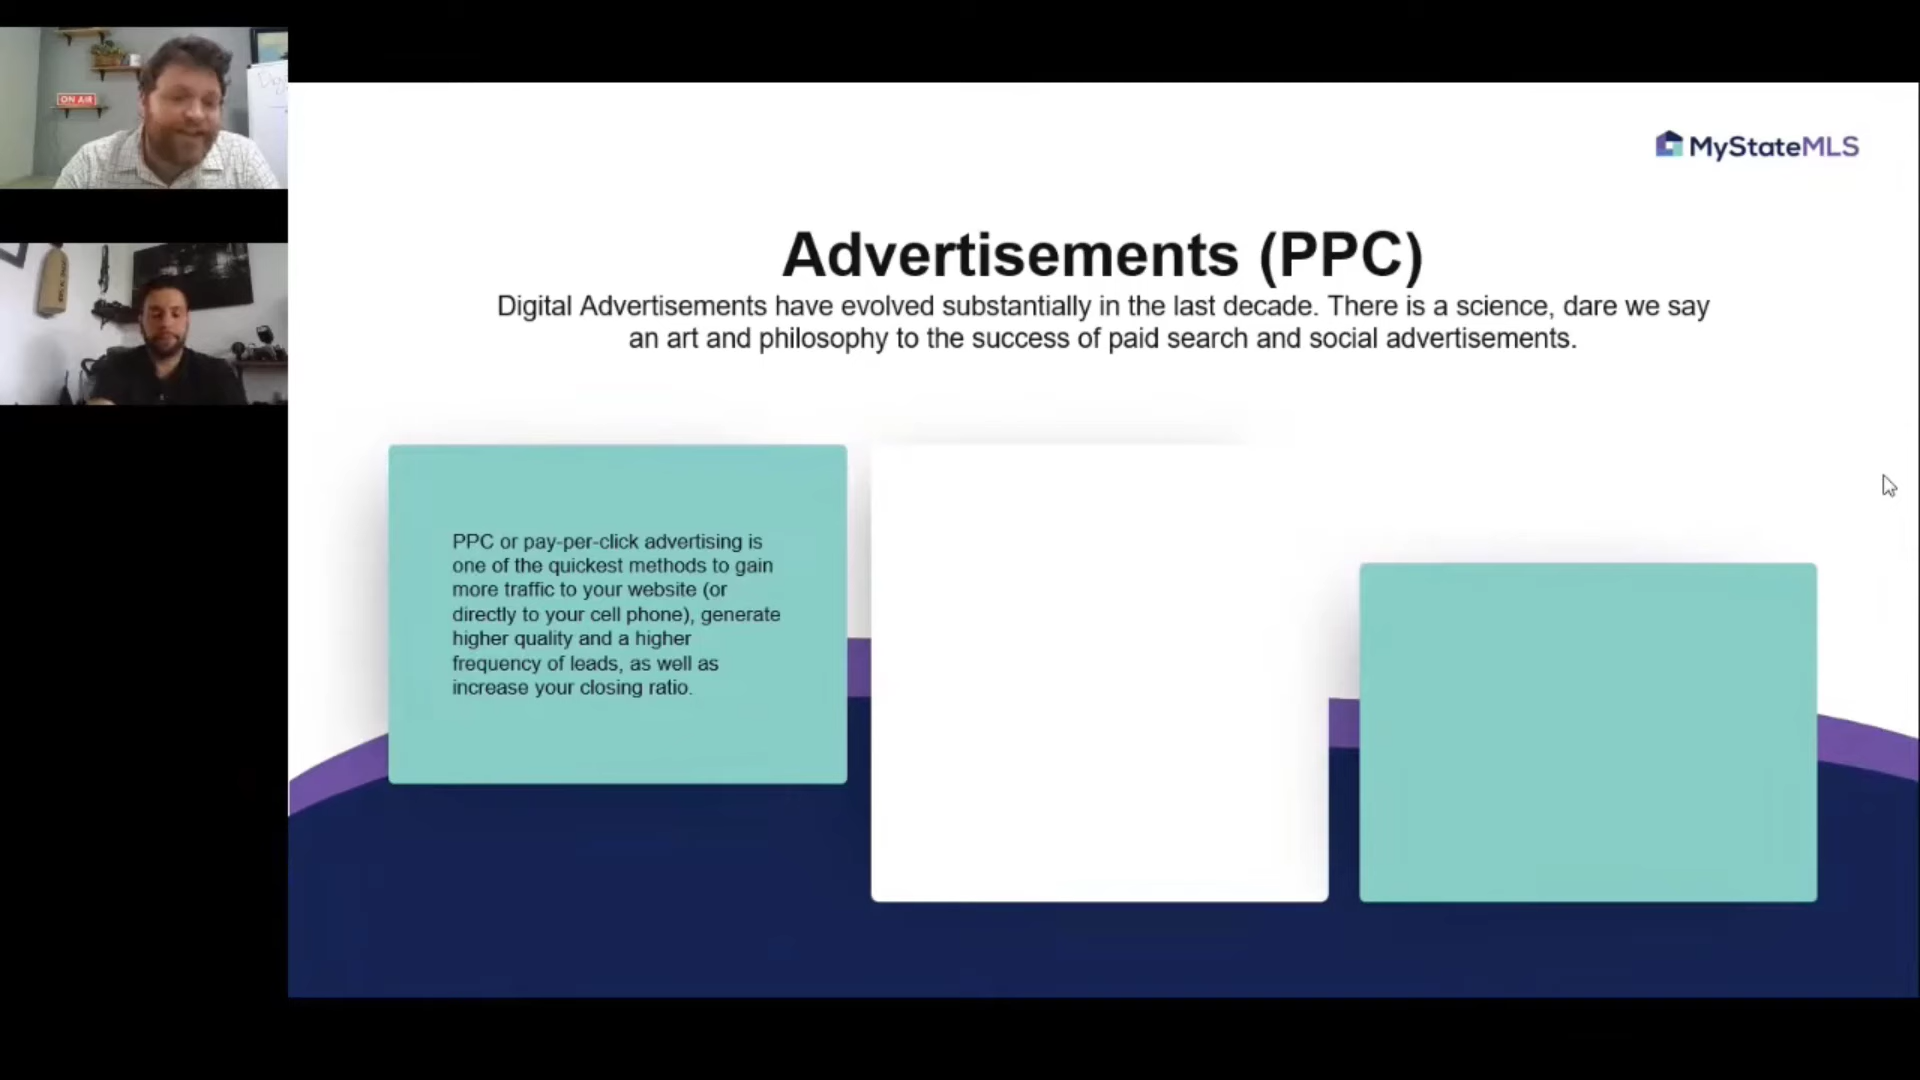 ON AIR
MyStateMLS
Advertisements (PPC)
Digital Advertisements have evolved substantially in the last decade. There is a science, dare we say
an art and philosophy to the success of paid search and social advertisements.
PPC or pay-per-click advertising is
one of the quickest methods to gain
more traffic to your website (or
directly to your cell phone), generate
higher quality and a higher
frequency of leads, as well as
increase your closing ratio.